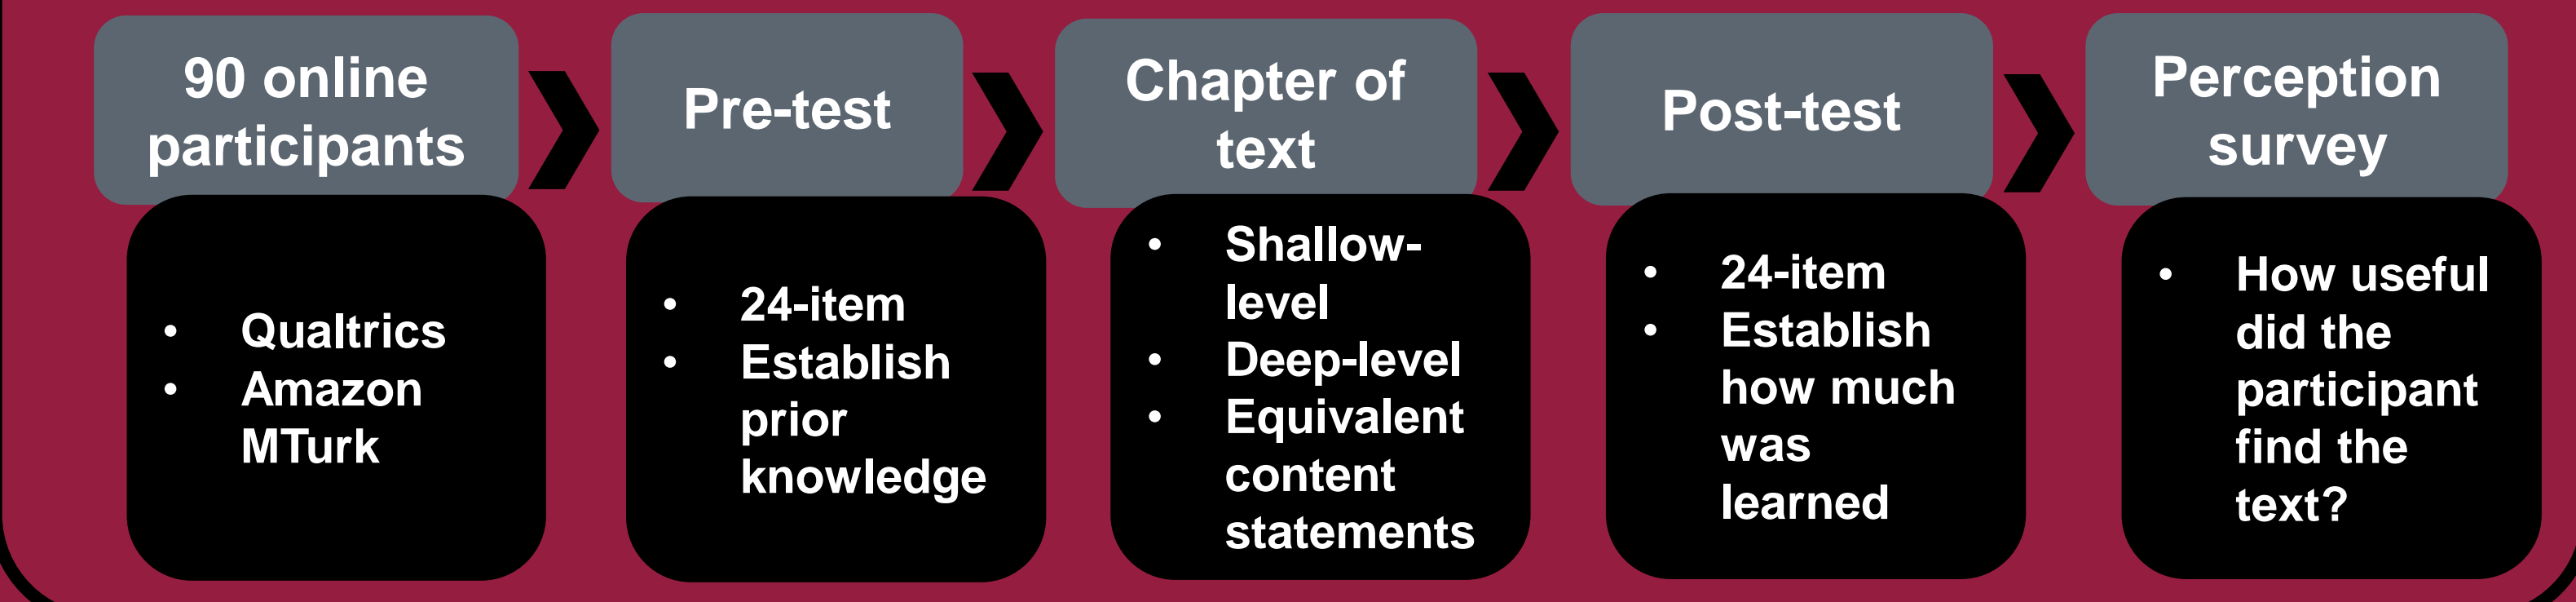 90 online
participants
• Qualtrics
• Amazon
MTurk
Pre-test
• 24-item
• Establish
prior
knowledge
Chapter of
text
• Shallow-
level
• Deep-level
• Equivalent
content
statements
Post-test
• 24-item
• Establish
how much
was
learned
Perception
survey
• How useful
did the
participant
find the
text?